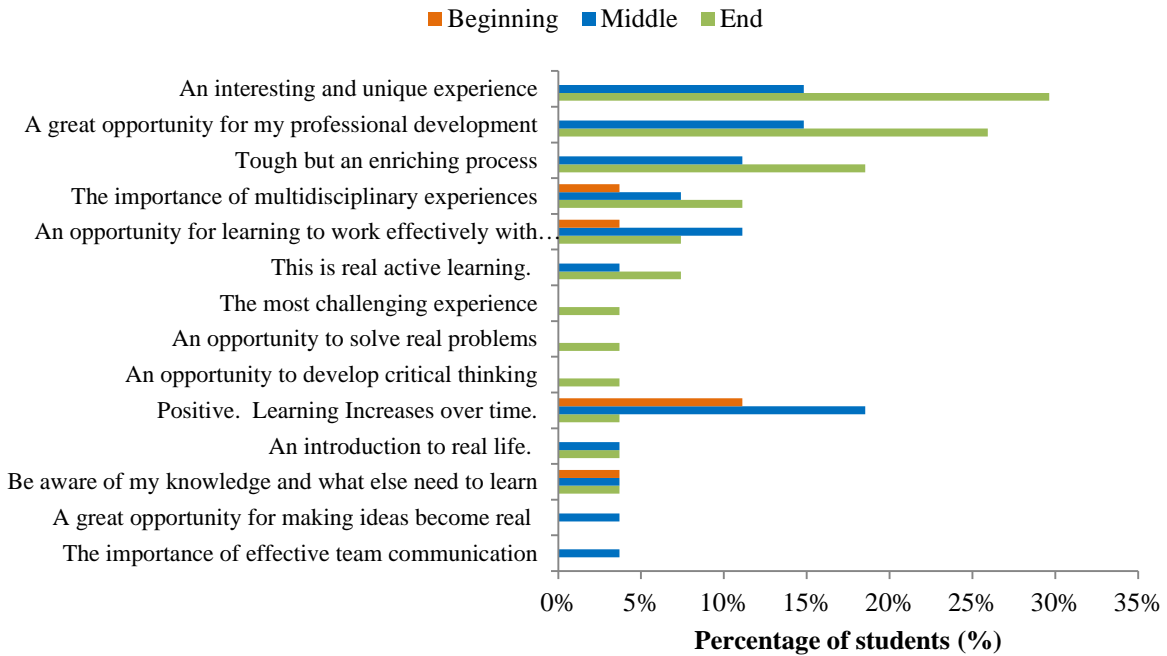 Beginning Middle End
An interesting and unique experience
A great opportunity for my professional development
Tough but an enriching process
The importance of multidisciplinary experiences
An opportunity for learning to work effectively with…
This is real active learning.
The most challenging experience
An opportunity to solve real problems
An opportunity to develop critical thinking
Positive.  Learning Increases over time.
An introduction to real life.
Be aware of my knowledge and what else need to learn
A great opportunity for making ideas become real
The importance of effective team communication
0% 5% 10% 15% 20% 25% 30% 35%
Percentage of students (%)